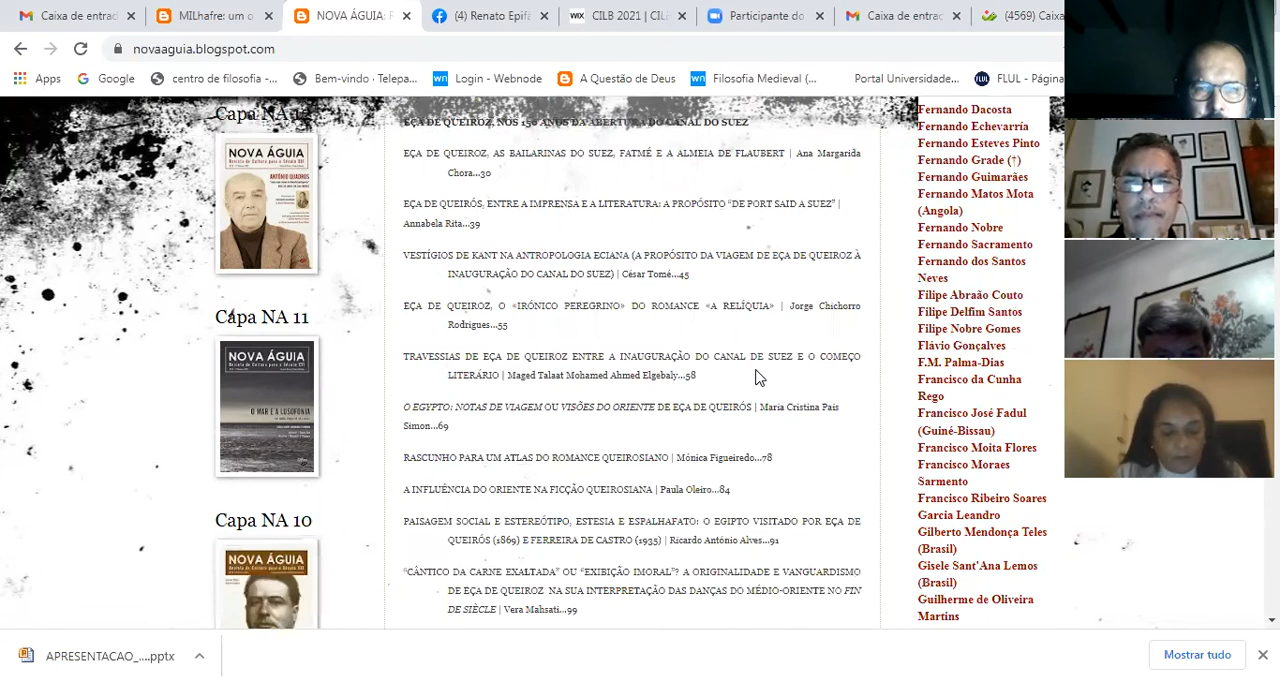 Caixa de entrad
MILhafre: um o
NOVA ÁGUIA: R
(4) Renato Epifâ
CILB 2021 | CIL
Participante do
Caixa de entrad
(4569) Caixa
novaaguia.blogspot.com
Apps
Google
centro de filosofia -...
Bem-vindo · Telepa...
Login - Webnode
A Questão de Deus
Filosofia Medieval (...
Portal Universidade...
FLUL - Página
Capa NA 12
NOVA ÁGUIA
ANTÓNIO QUADROS
Capa NA 11
NOVA ÁGUIA
O MAR E A LUSOFONIA
Capa NA 10
NOVA ÁGUIA
EÇA DE QUEIROZ, NOS 150 ANOS DA ABERTURA DO CANAL DO SUEZ
EÇA DE QUEIROZ, AS BAILARINAS DO SUEZ, FATMÉ E A ALMEIA DE FLAUBERT | Ana Margarida
Chora...30
EÇA DE QUEIRÓS, ENTRE A IMPRENSA E A LITERATURA: A PROPÓSITO “DE PORT SAID A SUEZ” |
Annabela Rita...39
VESTÍGIOS DE KANT NA ANTROPOLOGIA ECIANA (A PROPÓSITO DA VIAGEM DE EÇA DE QUEIROZ À
INAUGURAÇÃO DO CANAL DO SUEZ) | César Tomé...45
EÇA DE QUEIROZ, O «IRÓNICO PEREGRINO» DO ROMANCE «A RELÍQUIA» | Jorge Chichorro
Rodrigues...55
TRAVESSIAS DE EÇA DE QUEIROZ ENTRE A INAUGURAÇÃO DO CANAL DE SUEZ E O COMEÇO
LITERÁRIO | Maged Talaat Mohamed Ahmed Elgebaly...58
O EGYPTO: NOTAS DE VIAGEM OU VISÕES DO ORIENTE DE EÇA DE QUEIRÓS | Maria Cristina Pais
Simon...69
RASCUNHO PARA UM ATLAS DO ROMANCE QUEIROSIANO | Mónica Figueiredo...78
A INFLUÊNCIA DO ORIENTE NA FICÇÃO QUEIROSIANA | Paula Oleiro...84
PAISAGEM SOCIAL E ESTEREÓTIPO, ESTESIA E ESPALHAFATO: O EGIPTO VISITADO POR EÇA DE
QUEIRÓS (1869) E FERREIRA DE CASTRO (1935) | Ricardo António Alves...91
“CÂNTICO DA CARNE EXALTADA” OU “EXIBIÇÃO IMORAL”? A ORIGINALIDADE E VANGUARDISMO
DE EÇA DE QUEIROZ NA SUA INTERPRETAÇÃO DAS DANÇAS DO MÉDIO-ORIENTE NO FIN
DE SIÈCLE | Vera Mahsati...99
Fernando Dacosta
Fernando Echevarría
Fernando Esteves Pinto
Fernando Grade (†)
Fernando Guimarães
Fernando Matos Mota
(Angola)
Fernando Nobre
Fernando Sacramento
Fernando dos Santos
Neves
Filipe Abraão Couto
Filipe Delfim Santos
Filipe Nobre Gomes
Flávio Gonçalves
F.M. Palma-Dias
Francisco da Cunha
Rego
Francisco José Fadul
(Guiné-Bissau)
Francisco Moita Flores
Francisco Moraes
Sarmento
Francisco Ribeiro Soares
Garcia Leandro
Gilberto Mendonça Teles
(Brasil)
Gisele Sant'Ana Lemos
(Brasil)
Guilherme de Oliveira
Martins
APRESENTACAO_....pptx
Mostrar tudo